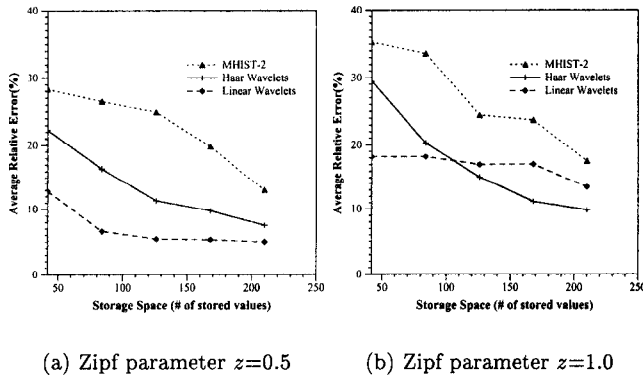 40
30
20
10
0
Average Relative Error(%)
MHIST-2
Haar Wavelets
Linear Wavelets
50 100 150 200 250
Storage Space (# of stored values)
(a) Zipf parameter z=0.5
40
30
20
10
0
Average Relative Error(%)
MHIST-2
Haar Wavelets
Linear Wavelets
50 100 150 200 250
Storage Space (# of stored values)
(b) Zipf parameter z=1.0